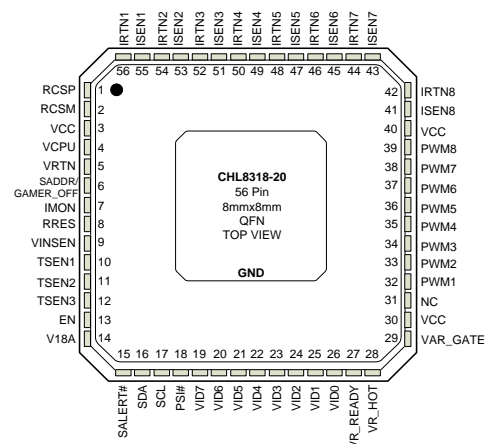 IRTN1
ISEN1
IRTN2
ISEN2
IRTN3
ISEN3
IRTN4
ISEN4
IRTN5
ISEN5
IRTN6
ISEN6
IRTN7
ISEN7
56 55 54 53 52 51 50 49 48 47 46 45 44 43
RCSP 1
RCSM 2
VCC 3
VCPU 4
VRTN 5
SADDR/
GAMER_OFF 6
IMON 7
RRES 8
VINSEN 9
TSEN1 10
TSEN2 11
TSEN3 12
EN 13
V18A 14
CHL8318-20
56 Pin
8mmx8mm
QFN
TOP VIEW
GND
42 IRTN8
41 ISEN8
40 VCC
39 PWM8
38 PWM7
37 PWM6
36 PWM5
35 PWM4
34 PWM3
33 PWM2
32 PWM1
31 NC
30 VCC
29 VAR_GATE
15 16 17 18 19 20 21 22 23 24 25 26 27 28
SALERT#
SDA
SCL
PSI#
VID7
VID6
VID5
VID4
VID3
VID2
VID1
VID0
VR_READY
VR_HOT